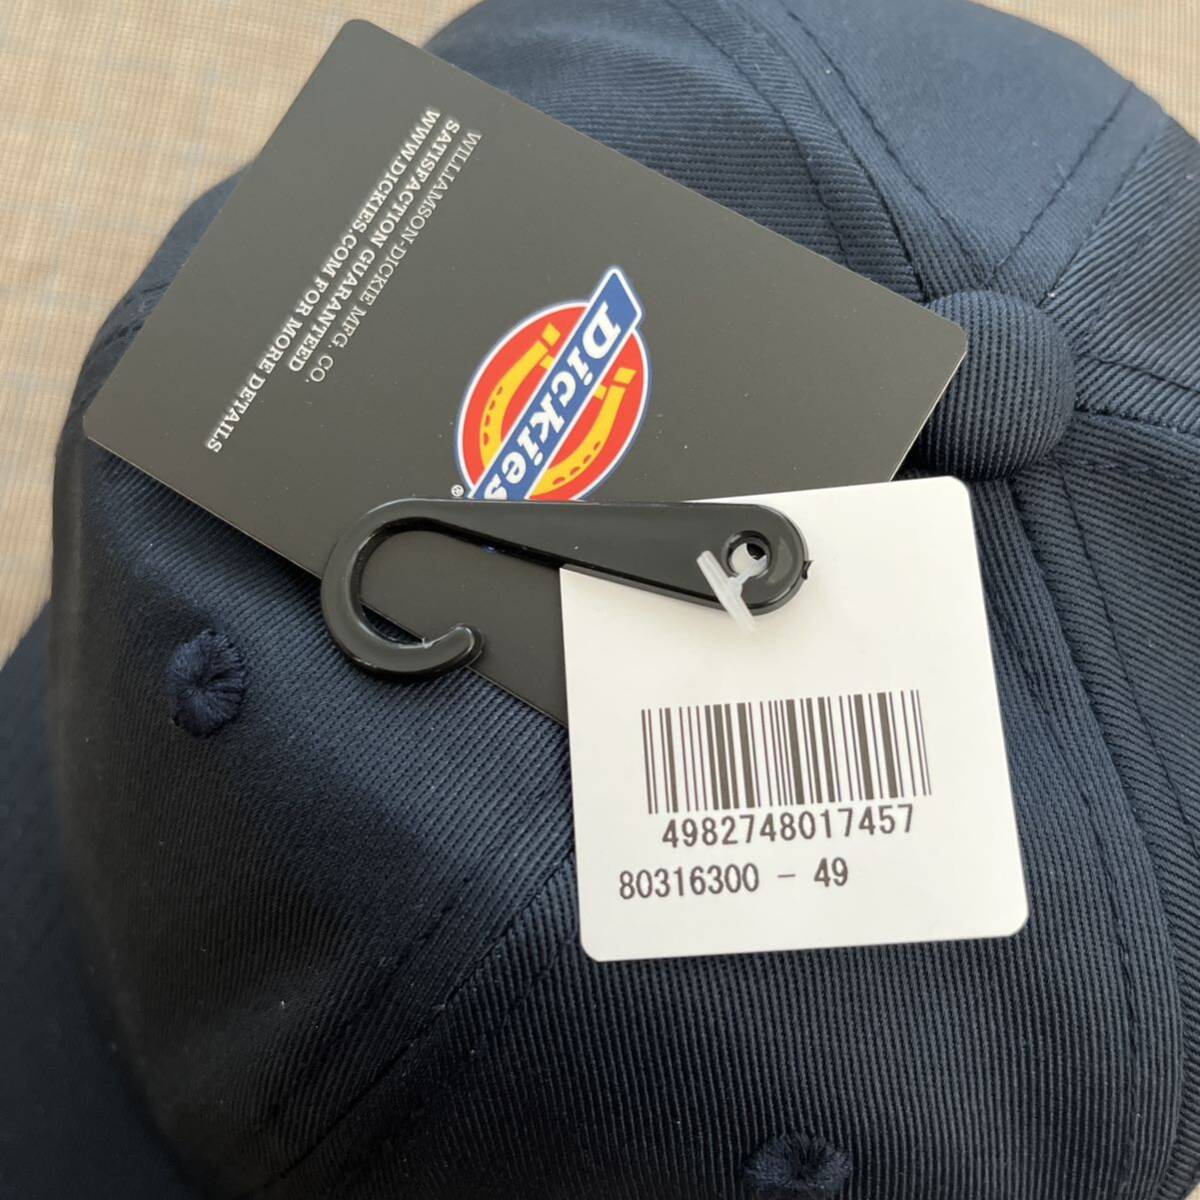 WILLIAMSON-DICKIE MFG. CO.
SATISFACTION GUARANTEED
WWW.DICKIES.COM FOR MORE DETAILS
Dickies
®
4982748017457
80316300 - 49